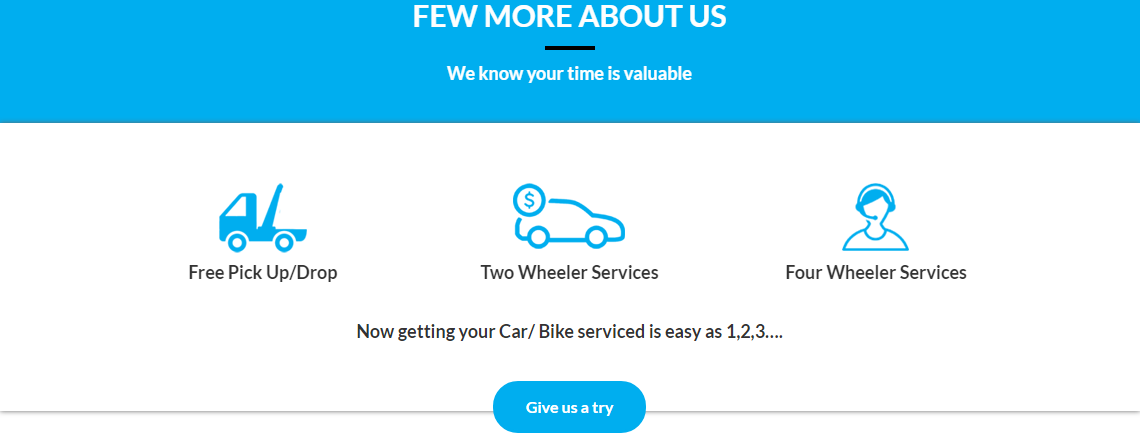 FEW MORE ABOUT US
We know your time is valuable
$
Free Pick Up/Drop
Two Wheeler Services
Four Wheeler Services
Now getting your Car/ Bike serviced is easy as 1,2,3....
Give us a try